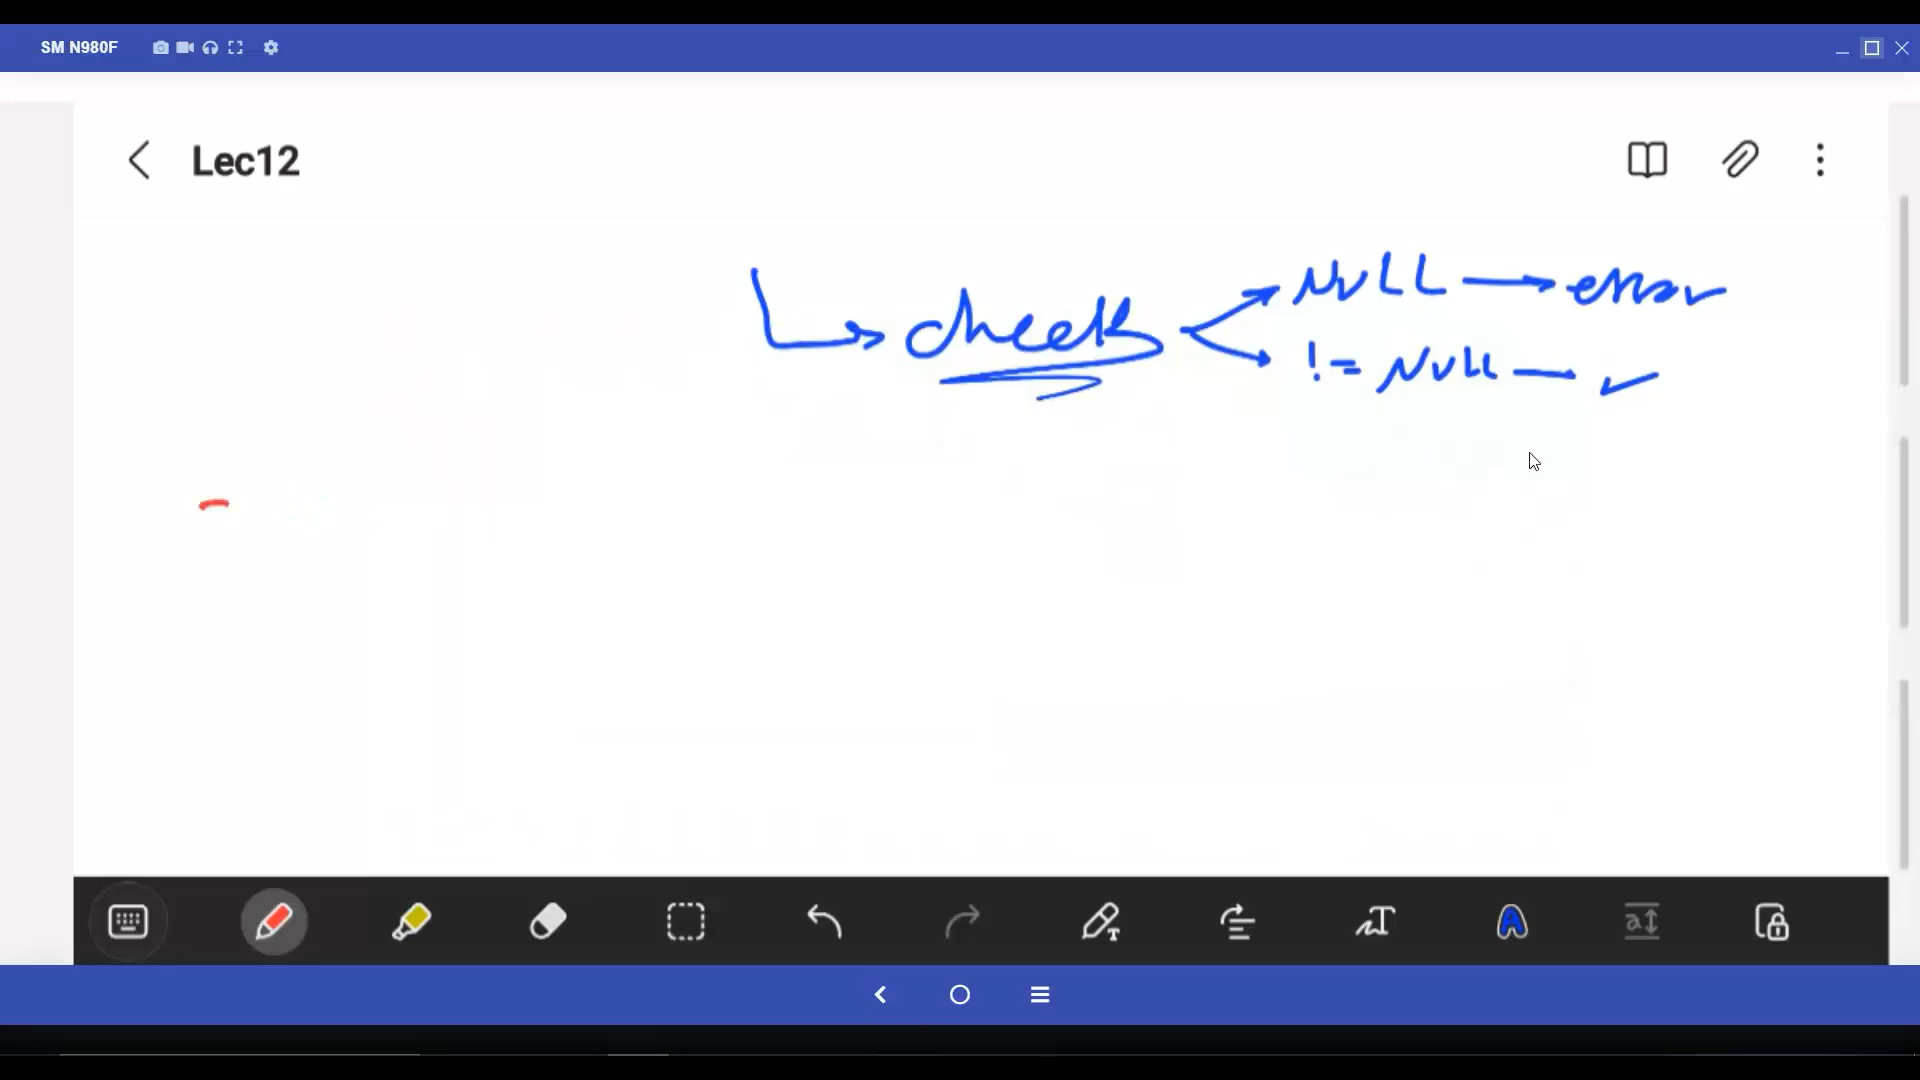 SM N980F
Lec12
NULL → error
↳ check
!= NULL — ✓